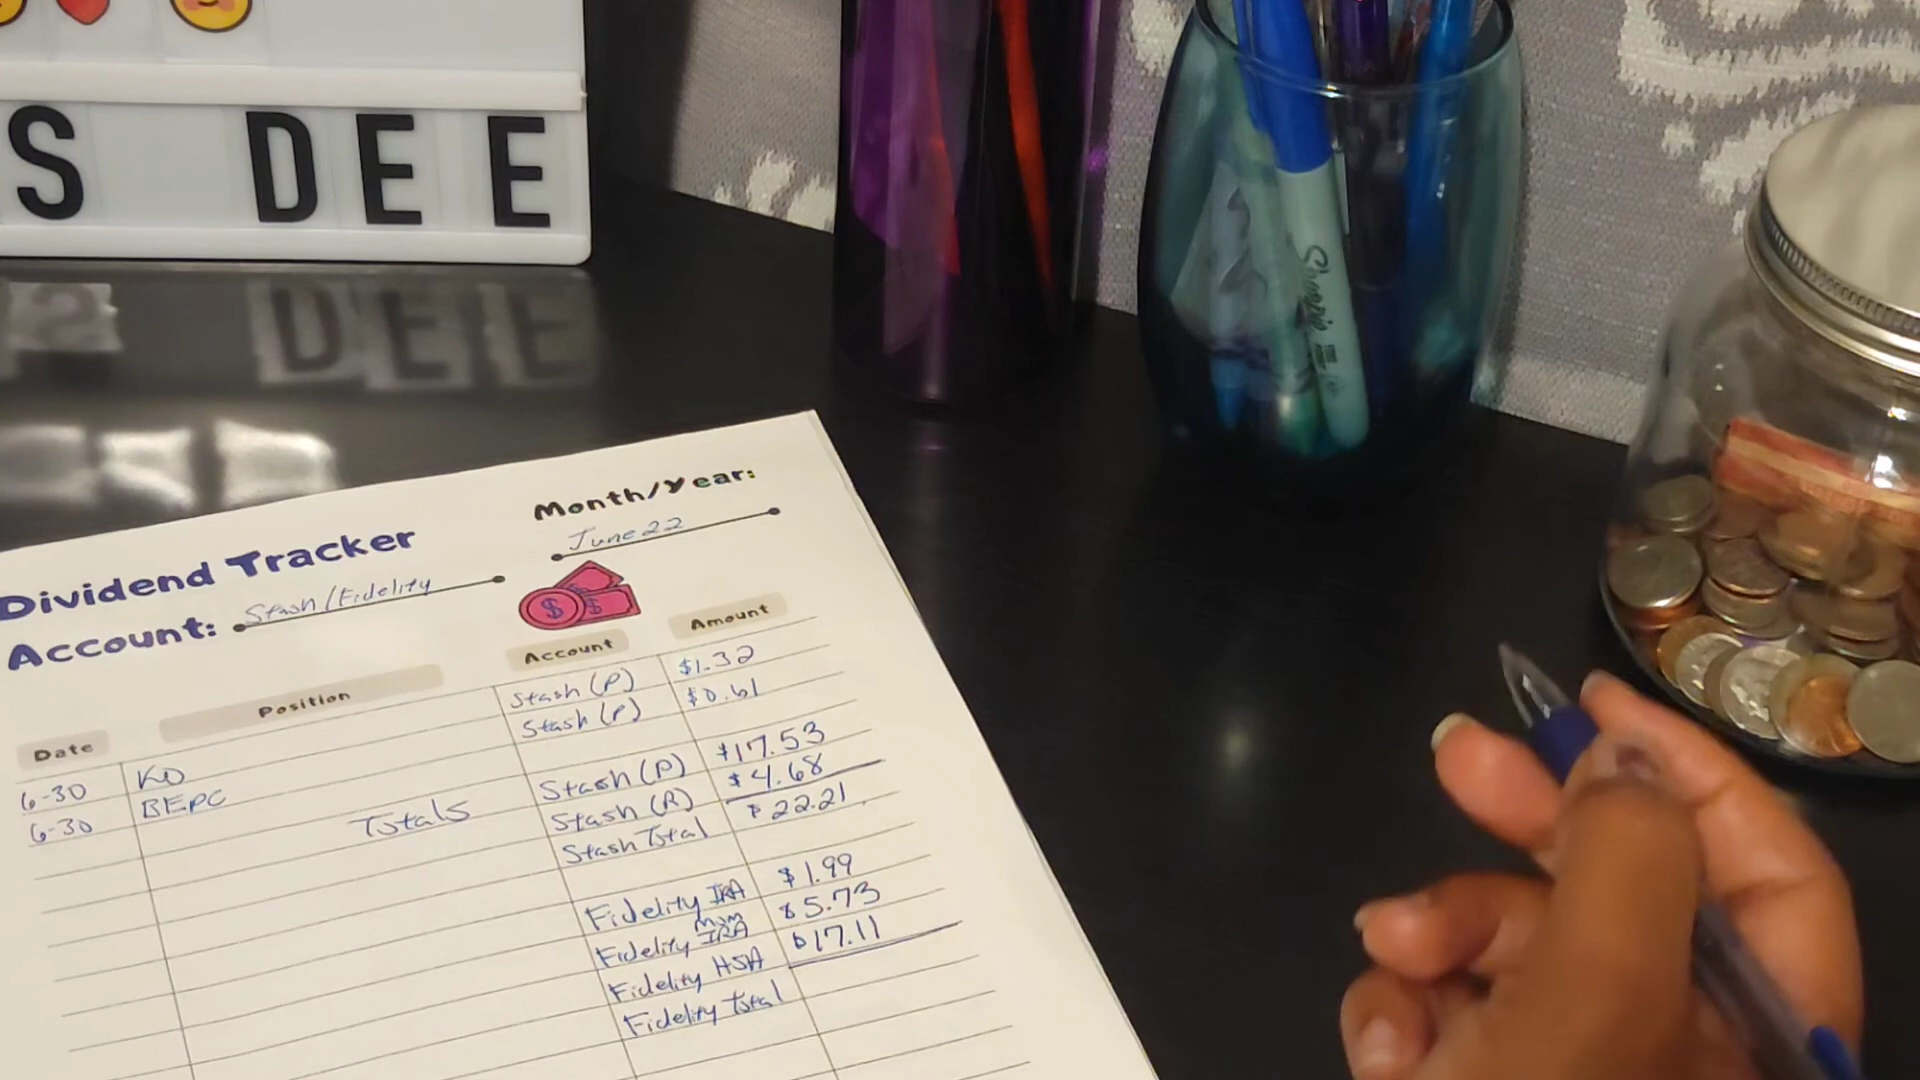 S DEE
Sharpie
Month/Year:
June 22
Dividend Tracker
Account: Stash/Fidelity
Date Position Account Amount
6-30 KO Stash (P) $1.32
6-30 BEPC Stash (P) $0.61
Totals Stash (P) $17.53
Stash (R) $4.68
Stash Total $22.21
Fidelity IRA $1.99
Fidelity Mom IRA $5.73
Fidelity HSA $17.11
Fidelity Total